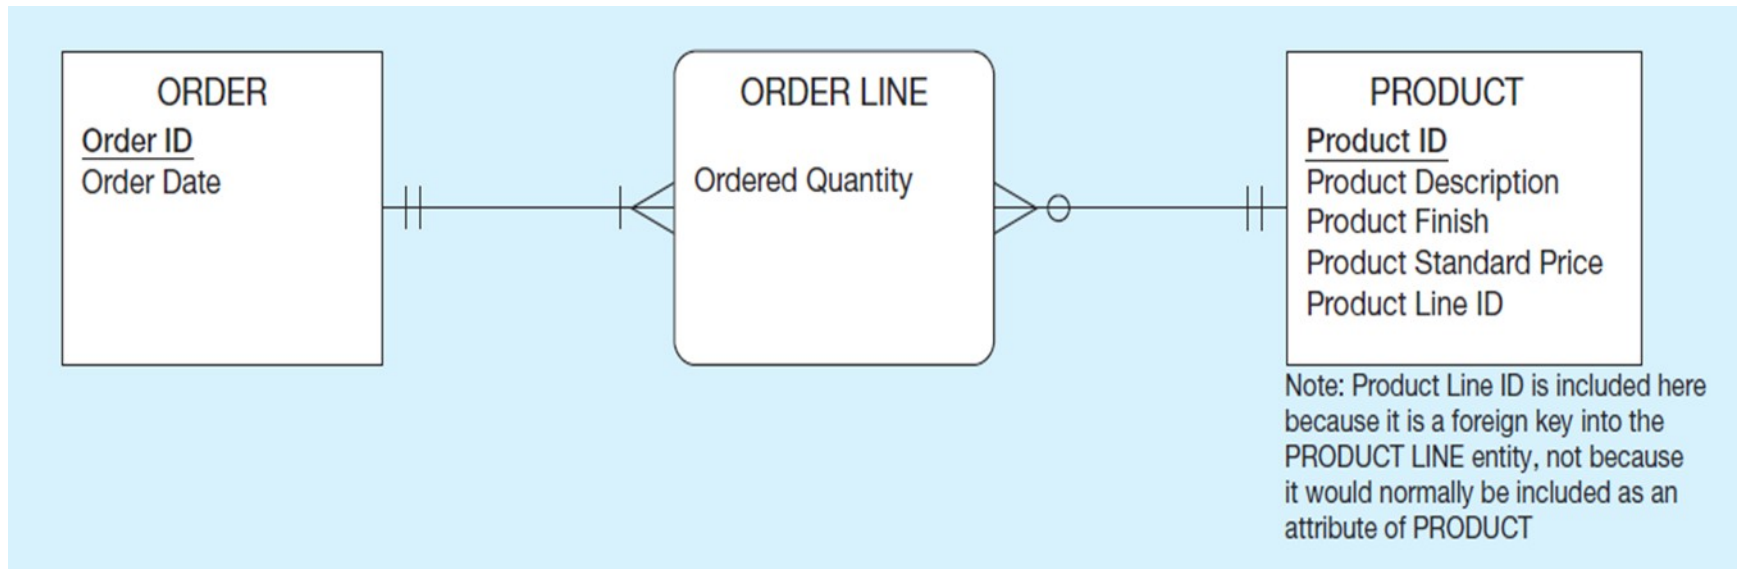 ORDER
Order ID
Order Date
ORDER LINE
Ordered Quantity
PRODUCT
Product ID
Product Description
Product Finish
Product Standard Price
Product Line ID
Note: Product Line ID is included here
because it is a foreign key into the
PRODUCT LINE entity, not because
it would normally be included as an
attribute of PRODUCT